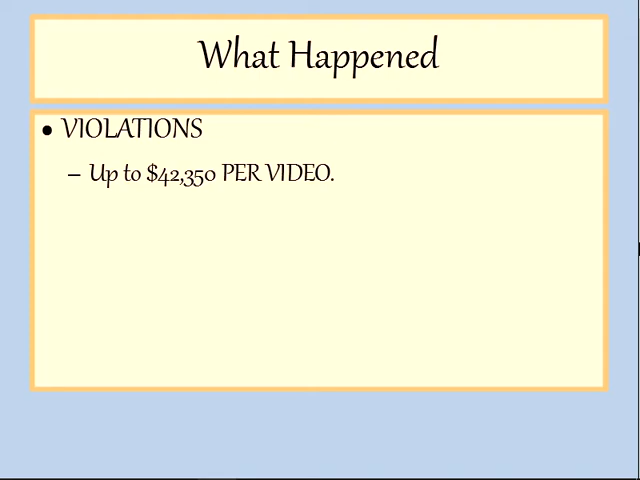 What Happened
• VIOLATIONS
– Up to $42,350 PER VIDEO.